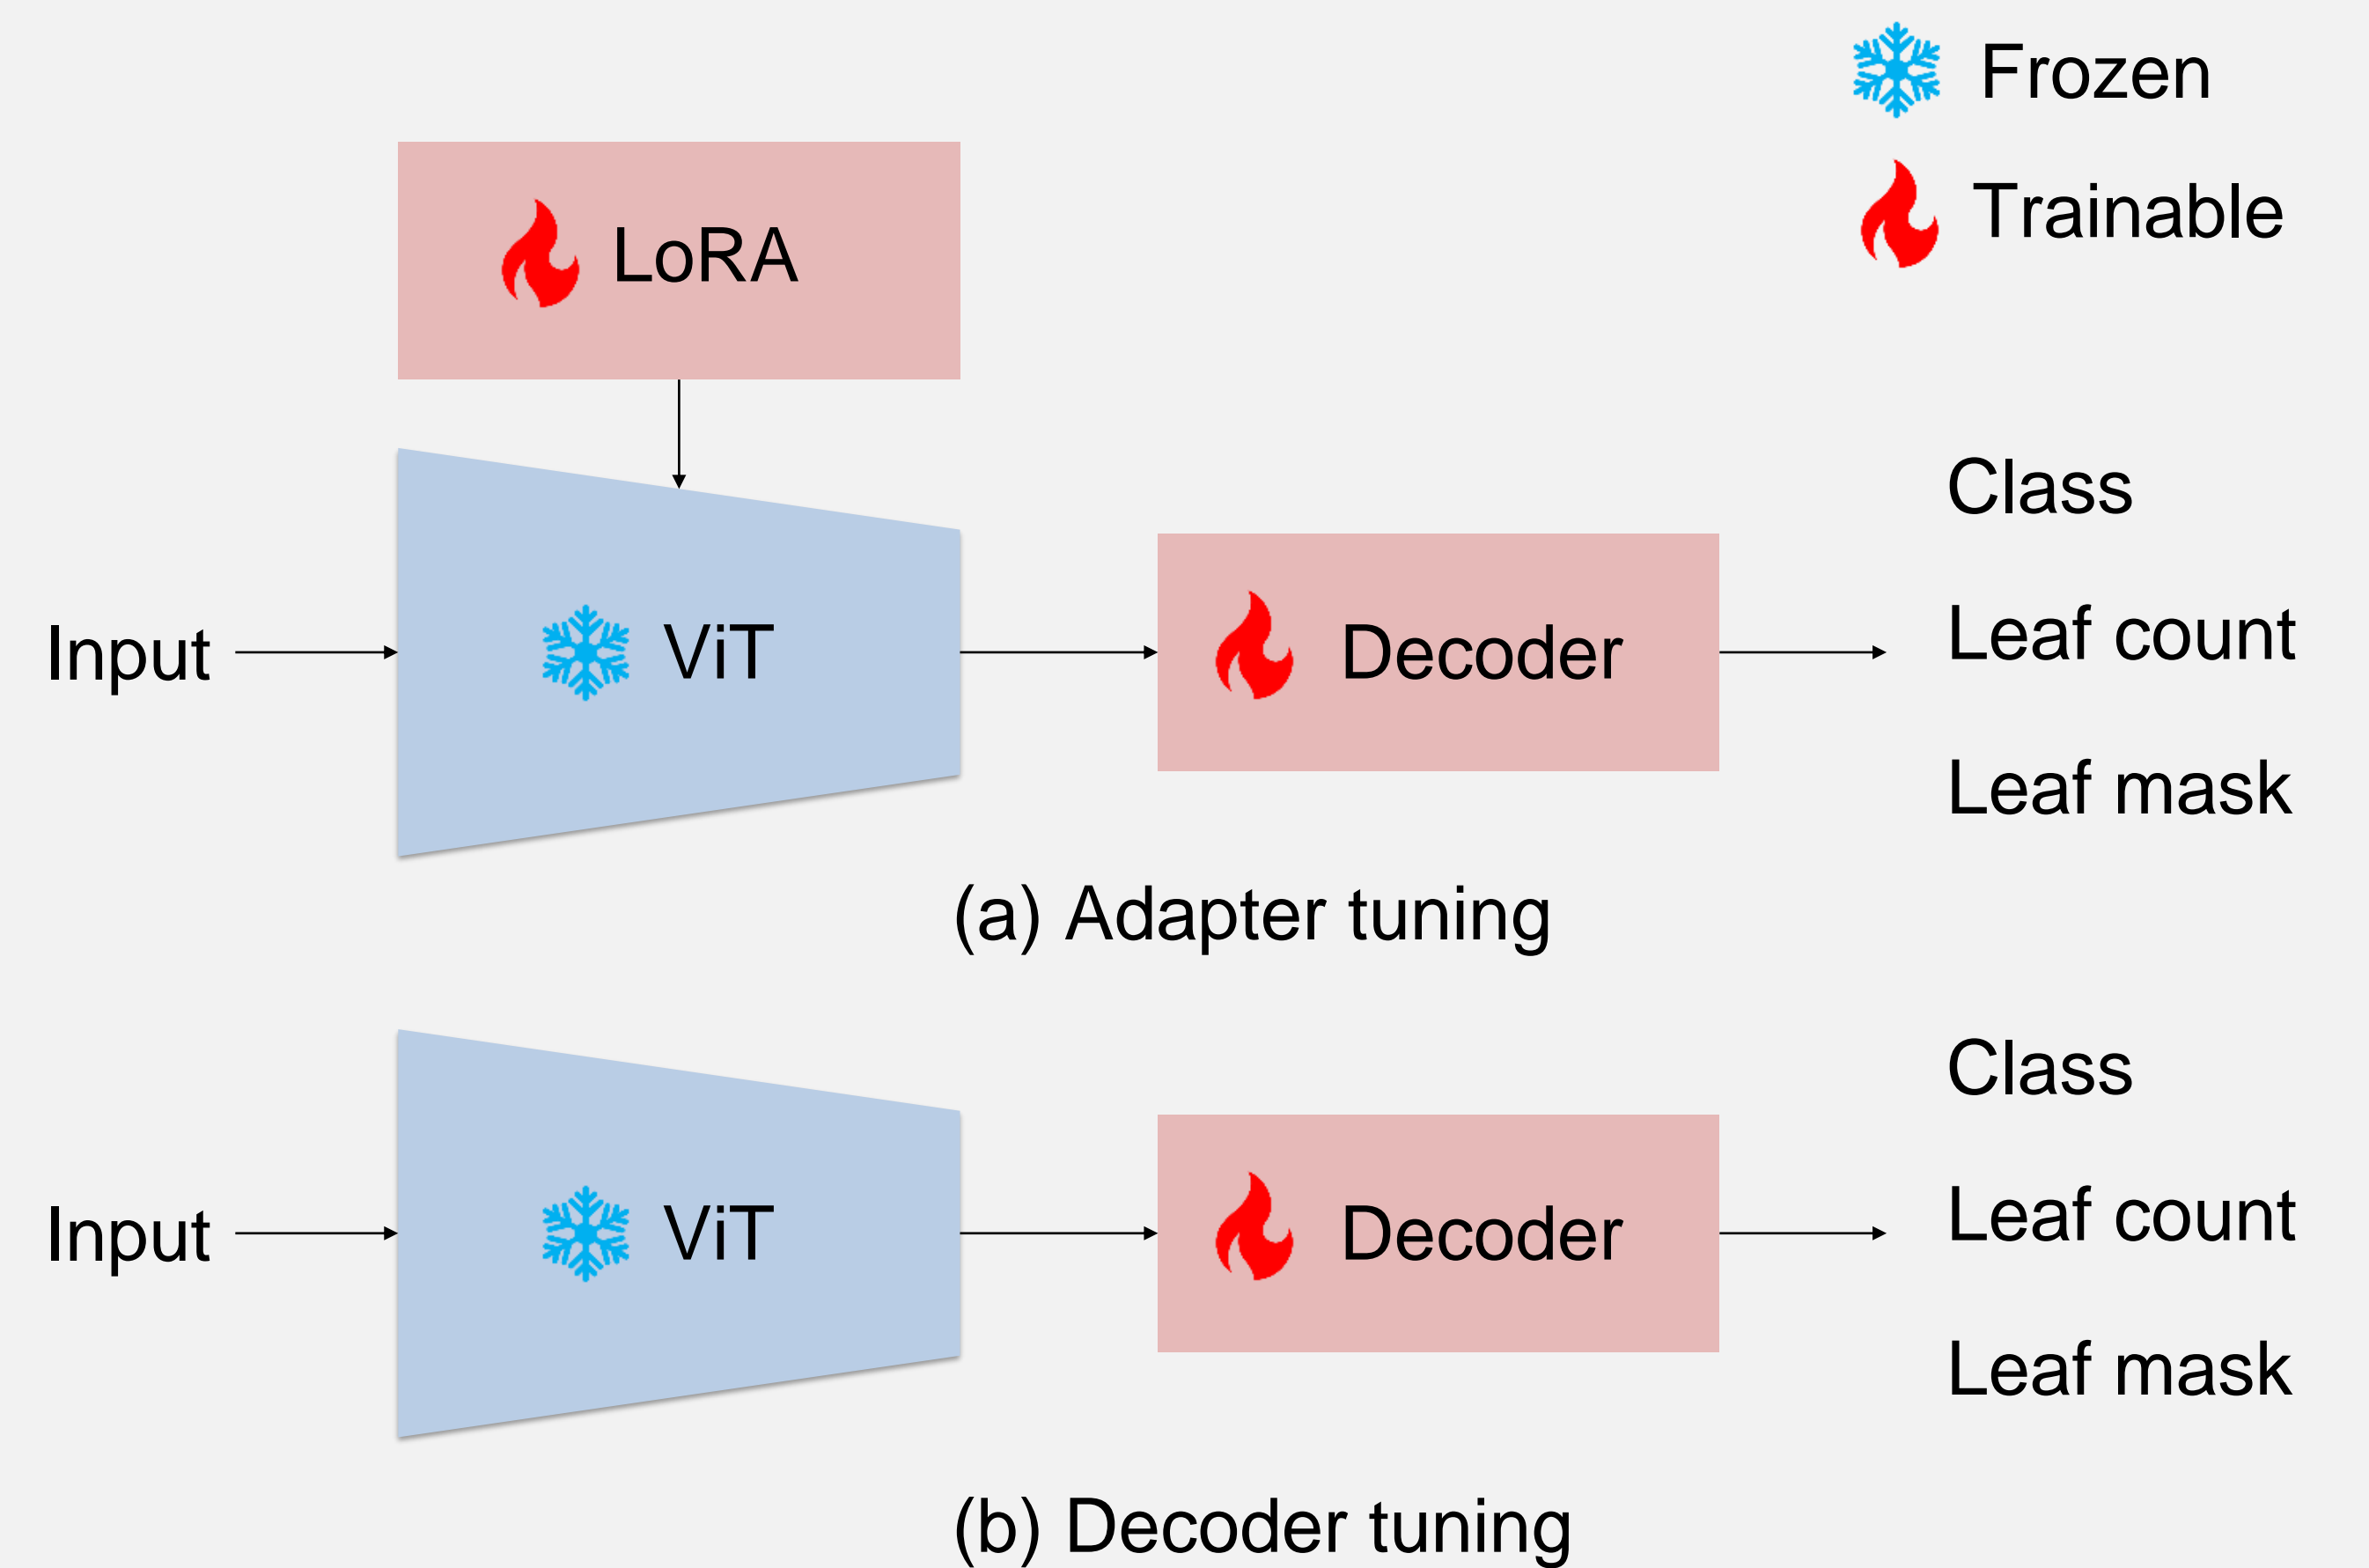 Frozen
Trainable
LoRA
Input
ViT
Decoder
Class
Leaf count
Leaf mask
(a) Adapter tuning
Input
ViT
Decoder
Class
Leaf count
Leaf mask
(b) Decoder tuning